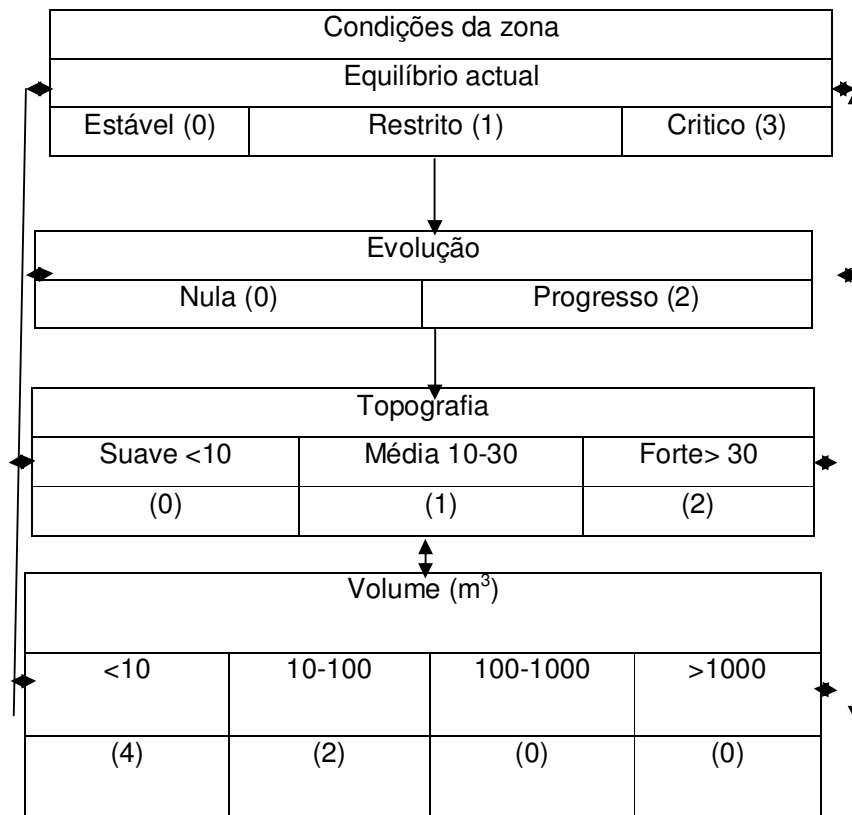 Condições da zona
Equilíbrio actual
Estável (0) Restrito (1) Critico (3)
Evolução
Nula (0) Progresso (2)
Topografia
Suave <10 Média 10-30 Forte> 30
(0) (1) (2)
Volume (m³)
<10 10-100 100-1000 >1000
(4) (2) (0) (0)